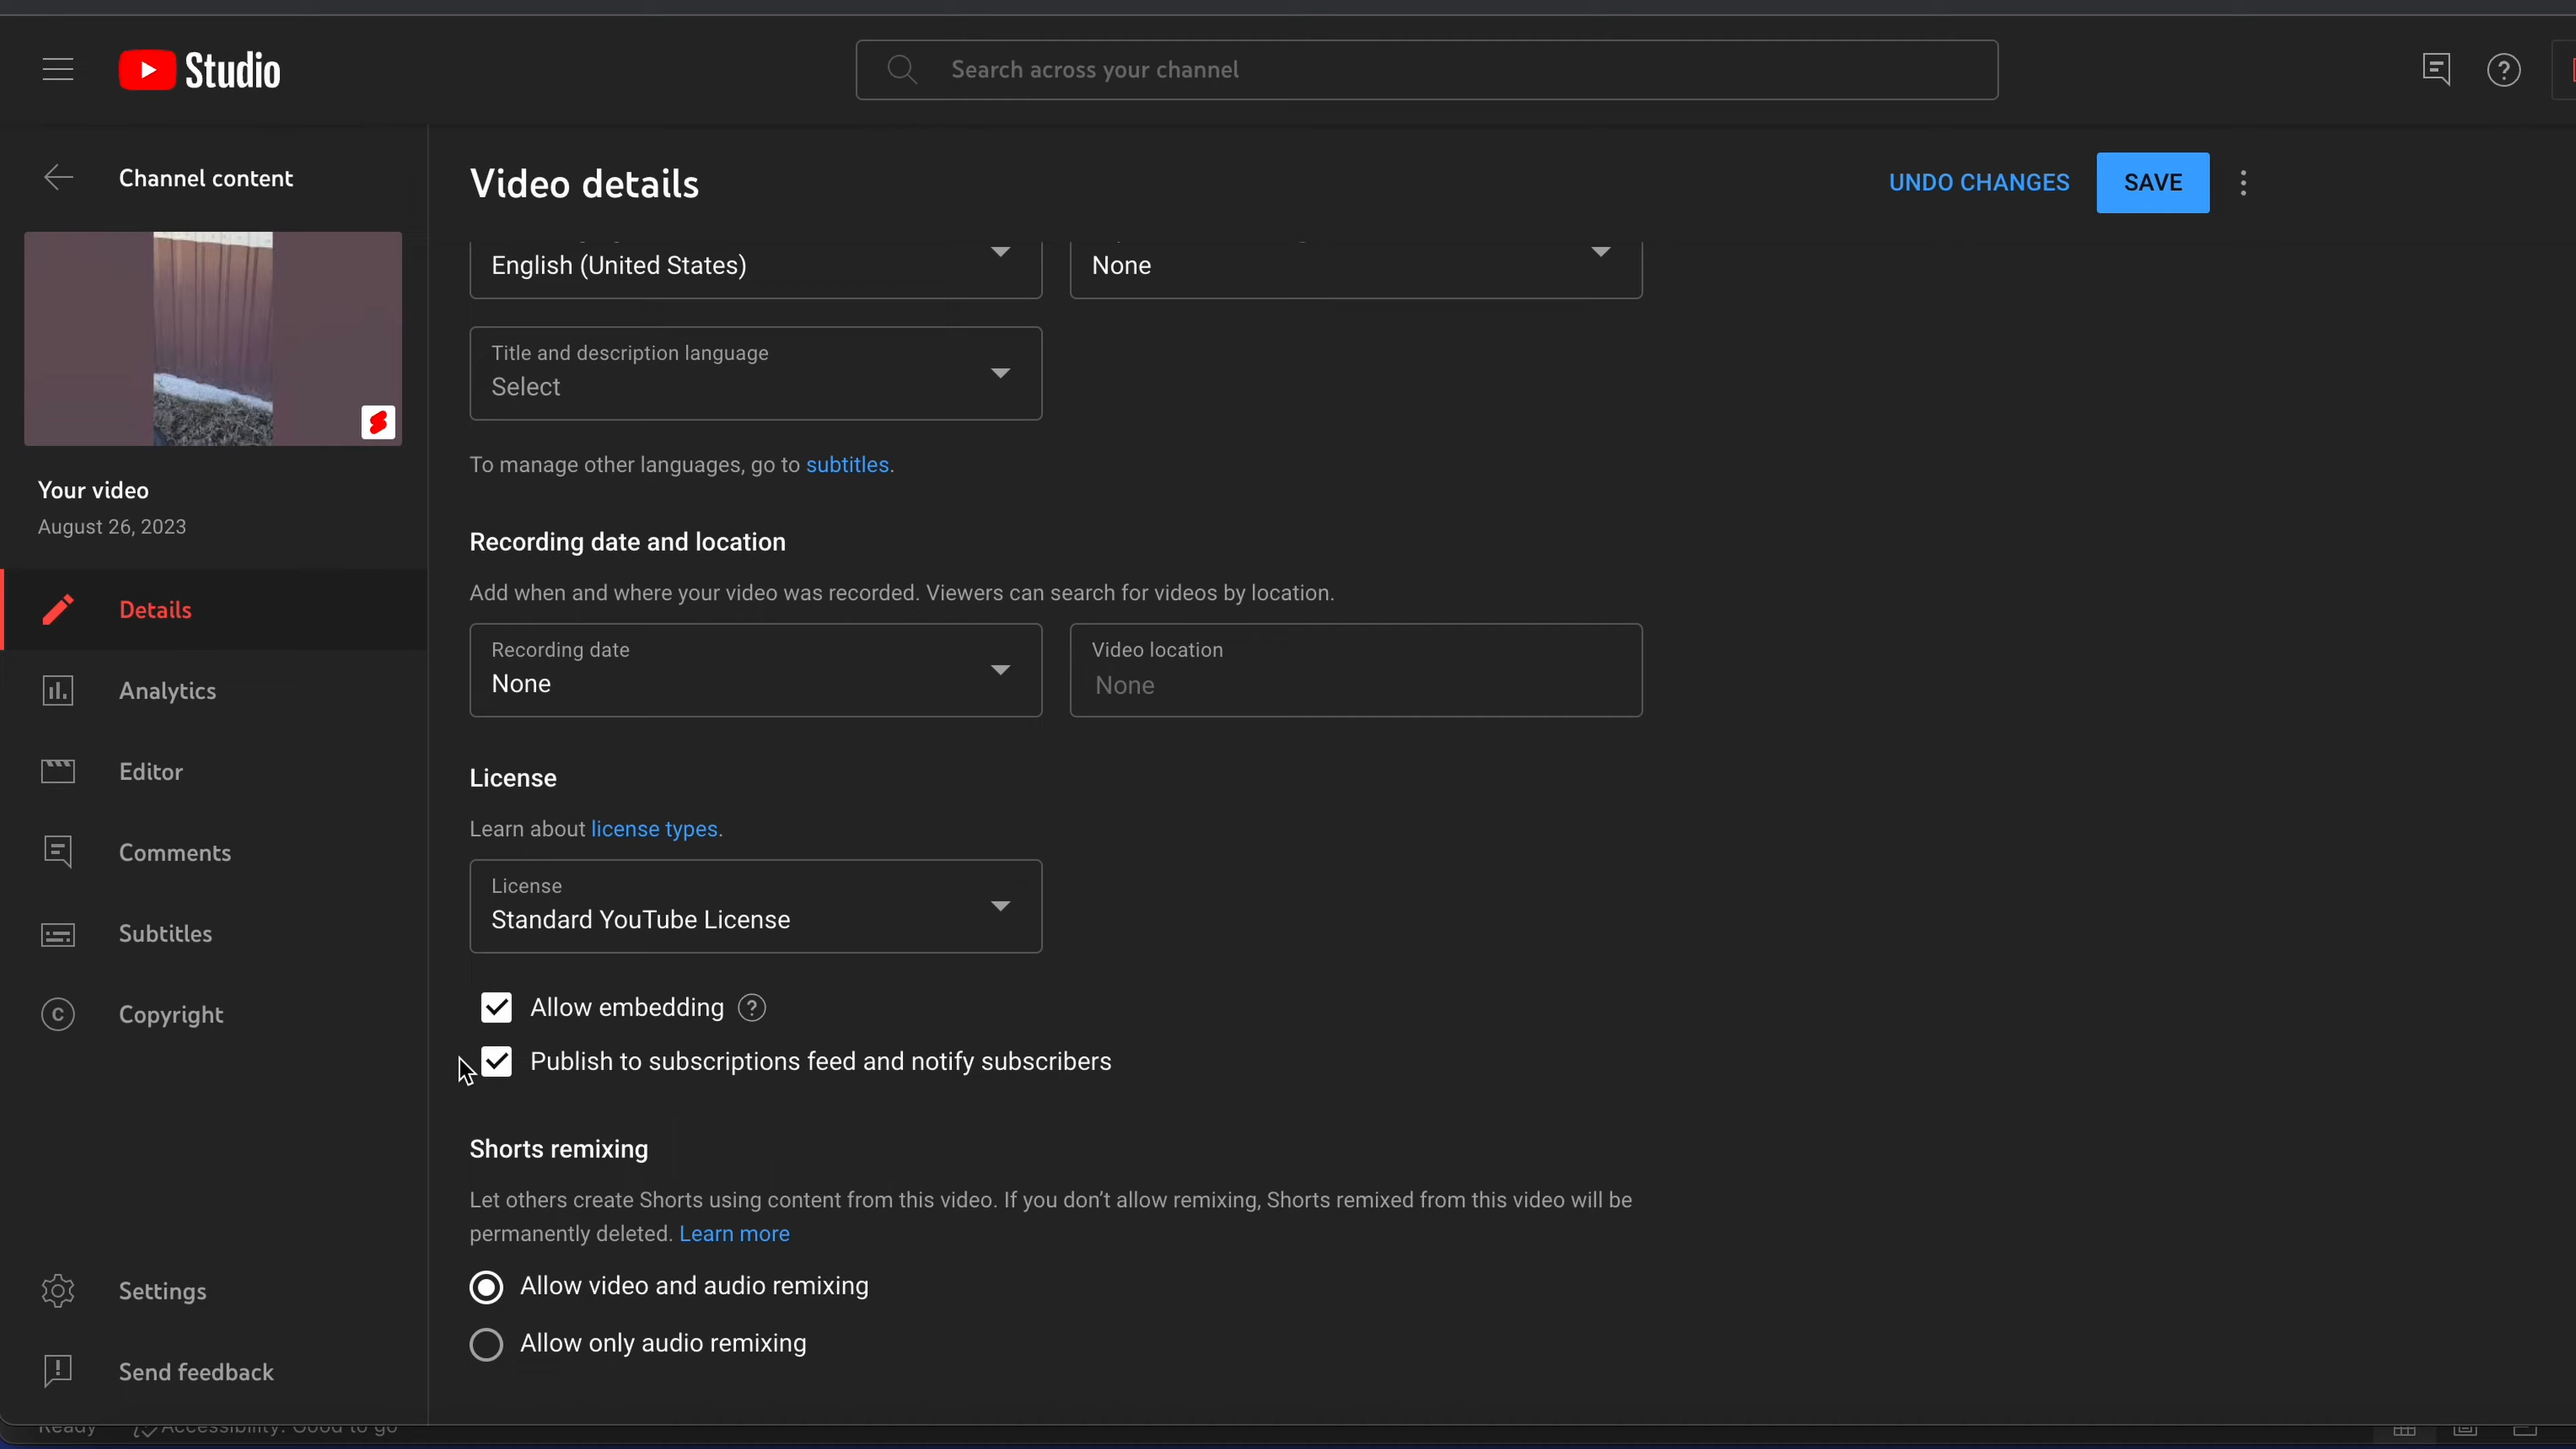 Studio
Search across your channel
Channel content
Video details
UNDO CHANGES
SAVE
English (United States)
None
Title and description language
Select
To manage other languages, go to subtitles.
Your video
August 26, 2023
Recording date and location
Add when and where your video was recorded. Viewers can search for videos by location.
Details
Recording date
None
Video location
None
Analytics
Editor
License
Learn about license types.
Comments
License
Standard YouTube License
Subtitles
Copyright
Allow embedding
Publish to subscriptions feed and notify subscribers
Shorts remixing
Let others create Shorts using content from this video. If you don't allow remixing, Shorts remixed from this video will be
permanently deleted. Learn more
Settings
Allow video and audio remixing
Allow only audio remixing
Send feedback
Ready
Accessibility: Good to go